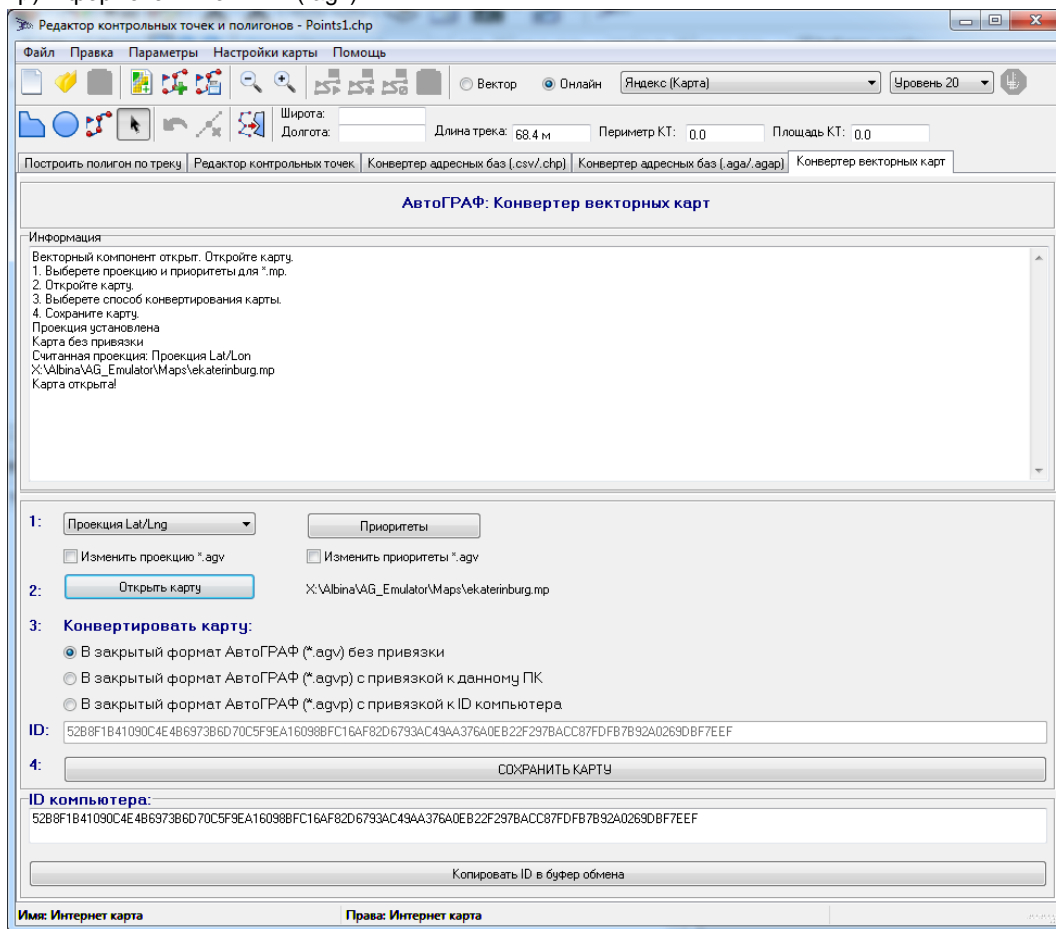 Редактор контрольных точек и полигонов - Points1.chp
Файл Правка Параметры Настройки карты Помощь
Вектор Онлайн Яндекс (Карта) Уровень 20
Широта:
Долгота: Длина трека: 68.4 м Периметр КТ: 0.0 Площадь КТ: 0.0
Построить полигон по треку Редактор контрольных точек Конвертер адресных баз (.csv/.chp) Конвертер адресных баз (.aga/.agap) Конвертер векторных карт
АвтоГРАФ: Конвертер векторных карт
Информация
Векторный компонент открыт. Откройте карту.
1. Выберете проекцию и приоритеты для *.mp.
2. Откройте карту.
3. Выберете способ конвертирования карты.
4. Сохраните карту.
Проекция установлена
Карта без привязки
Считанная проекция: Проекция Lat/Lon
X:\Albina\AG_Emulator\Maps\ekaterinburg.mp
Карта открыта!
1: Проекция Lat/Lng Приоритеты
Изменить проекцию *.agv Изменить приоритеты *.agv
2: Открыть карту X:\Albina\AG_Emulator\Maps\ekaterinburg.mp
3: Конвертировать карту:
В закрытый формат АвтоГРАФ (*.agv) без привязки
В закрытый формат АвтоГРАФ (*.agvp) с привязкой к данному ПК
В закрытый формат АвтоГРАФ (*.agvp) с привязкой к ID компьютера
ID: 52B8F1B41090C4E4B6973B6D70C5F9EA16098BFC16AF82D6793AC49AA376A0EB22F297BACC87FDFB7B92A0269DBF7EEF
4: СОХРАНИТЬ КАРТУ
ID компьютера:
52B8F1B41090C4E4B6973B6D70C5F9EA16098BFC16AF82D6793AC49AA376A0EB22F297BACC87FDFB7B92A0269DBF7EEF
Копировать ID в буфер обмена
Имя: Интернет карта Права: Интернет карта